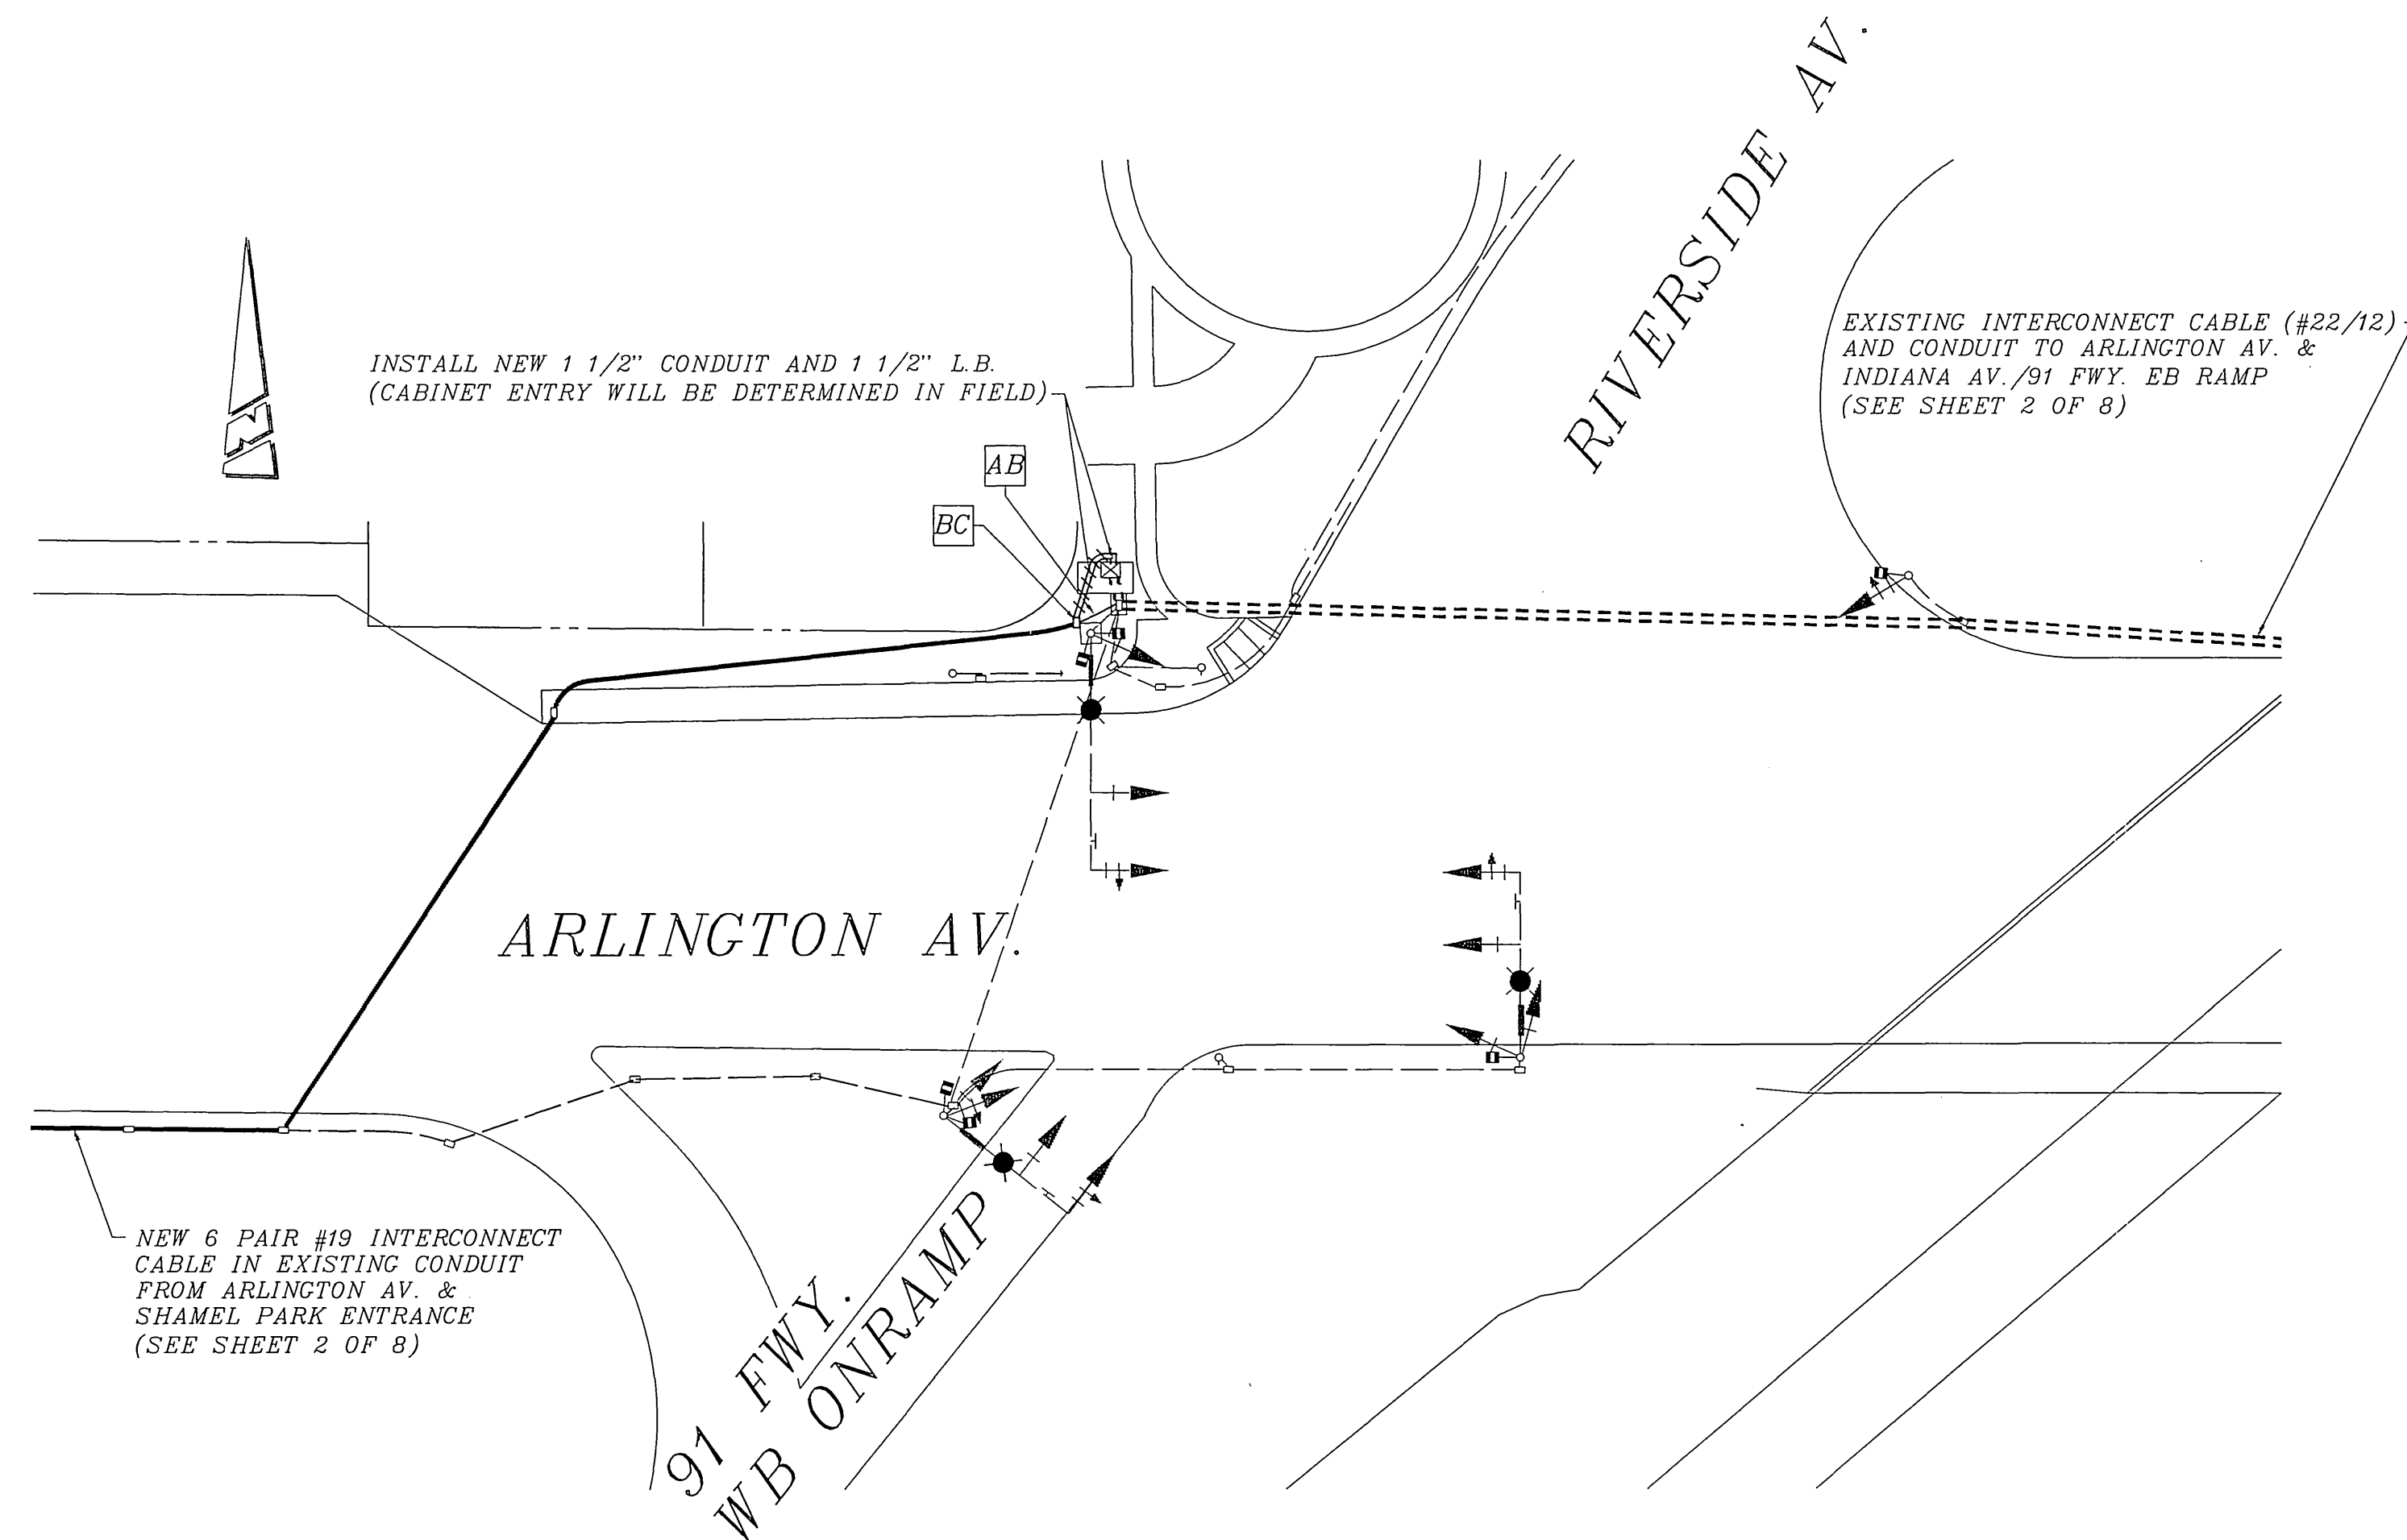 RIVERSIDE AV.
EXISTING INTERCONNECT CABLE (#22/12)
AND CONDUIT TO ARLINGTON AV. &
INDIANA AV./91 FWY. EB RAMP
(SEE SHEET 2 OF 8)
INSTALL NEW 1 1/2" CONDUIT AND 1 1/2" L.B.
(CABINET ENTRY WILL BE DETERMINED IN FIELD)
N
AB
BC
ARLINGTON AV.
NEW 6 PAIR #19 INTERCONNECT
CABLE IN EXISTING CONDUIT
FROM ARLINGTON AV. &
SHAMEL PARK ENTRANCE
(SEE SHEET 2 OF 8)
91 FWY.
WB ONRAMP